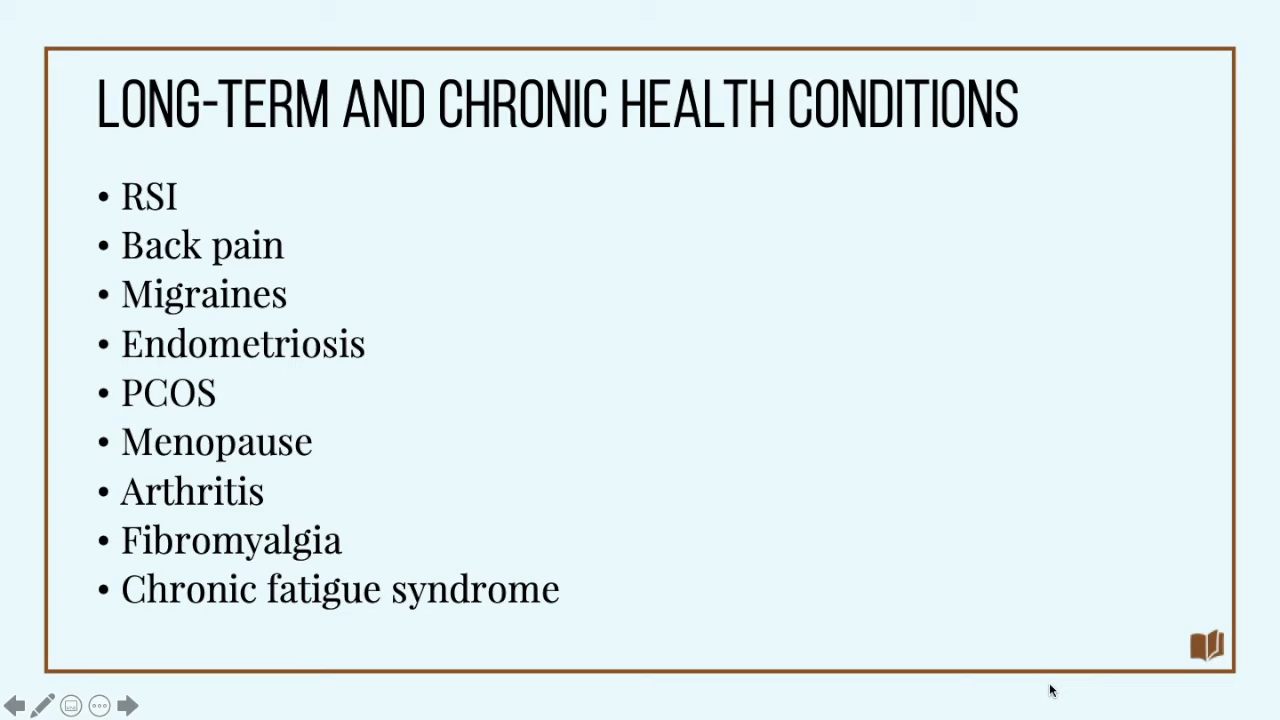 LONG-TERM AND CHRONIC HEALTH CONDITIONS
• RSI
• Back pain
• Migraines
• Endometriosis
• PCOS
• Menopause
• Arthritis
• Fibromyalgia
• Chronic fatigue syndrome